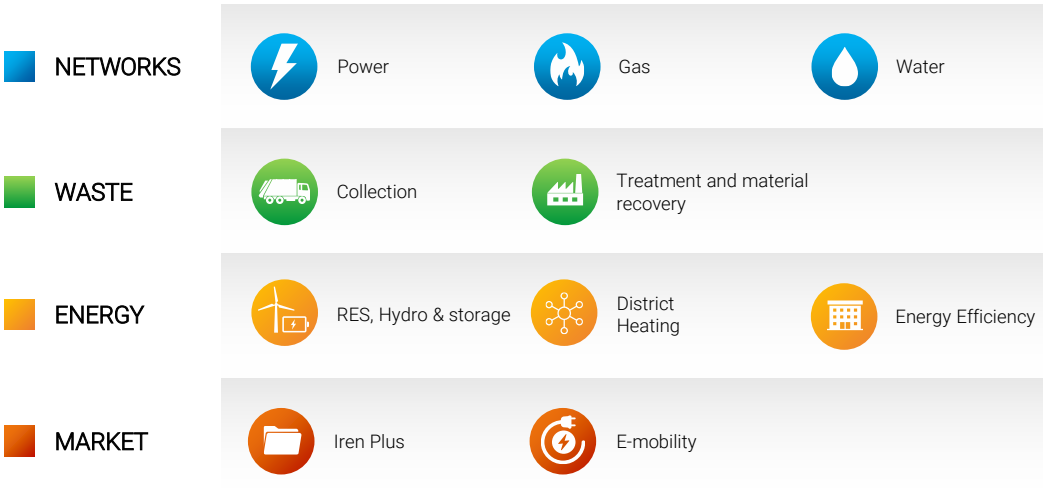 NETWORKS
Power
Gas
Water
WASTE
Collection
Treatment and material
recovery
ENERGY
RES, Hydro & storage
District
Heating
Energy Efficiency
MARKET
Iren Plus
E-mobility